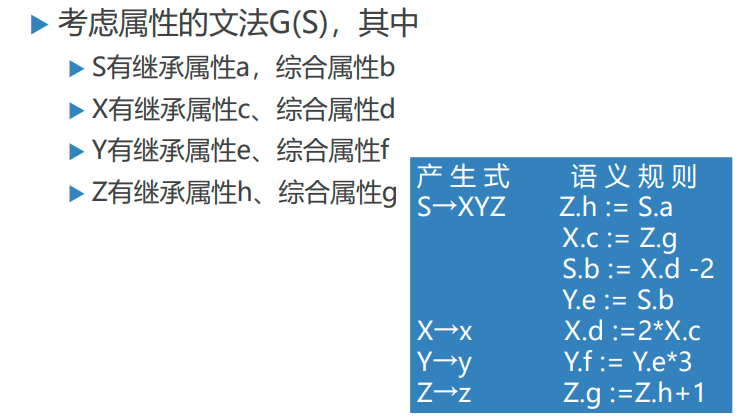 考虑属性的文法G(S)，其中
S有继承属性a，综合属性b
X有继承属性c、综合属性d
Y有继承属性e、综合属性f
Z有继承属性h、综合属性g
产 生 式 语 义 规 则
S→XYZ Z.h := S.a
X.c := Z.g
S.b := X.d -2
Y.e := S.b
X→x X.d :=2*X.c
Y→y Y.f := Y.e*3
Z→z Z.g :=Z.h+1